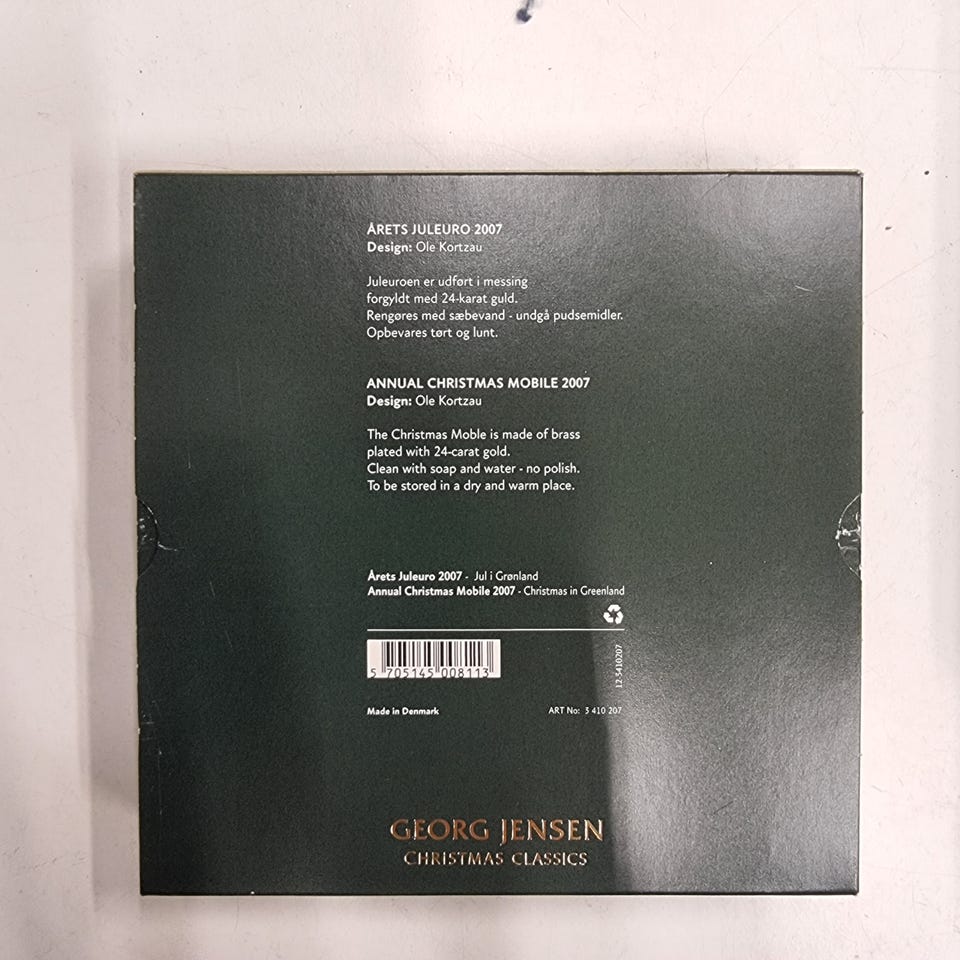 ÅRETS JULEURO 2007
Design: Ole Kortzau
Juleuroen er udført i messing
forgyldt med 24-karat guld.
Rengøres med sæbevand - undgå pudsemidler.
Opbevares tørt og lunt.
ANNUAL CHRISTMAS MOBILE 2007
Design: Ole Kortzau
The Christmas Moble is made of brass
plated with 24-carat gold.
Clean with soap and water - no polish.
To be stored in a dry and warm place.
Årets Juleuro 2007 - Jul i Grønland
Annual Christmas Mobile 2007 - Christmas in Greenland
5 705145 008113
12-3410207
Made in Denmark
ART No: 3 410 207
GEORG JENSEN
CHRISTMAS CLASSICS